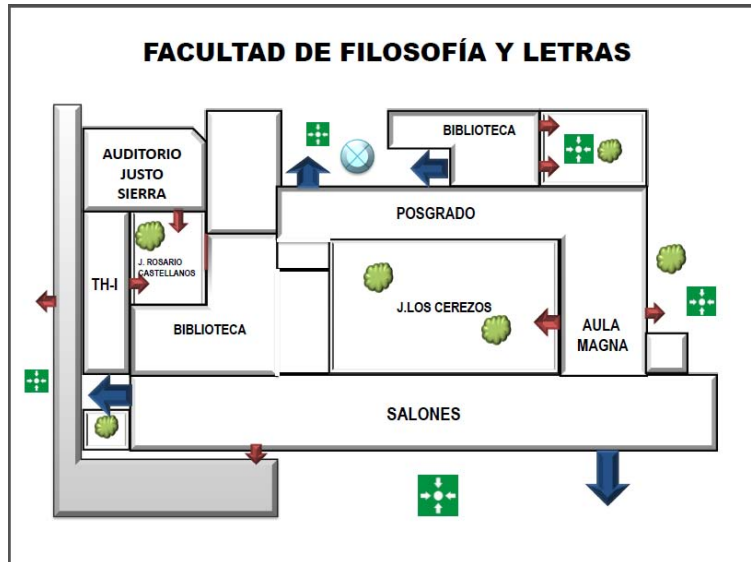 FACULTAD DE FILOSOFÍA Y LETRAS
BIBLIOTECA
AUDITORIO
JUSTO
SIERRA
POSGRADO
J. ROSARIO
CASTELLANOS
TH-I
BIBLIOTECA
J.LOS CEREZOS
AULA
MAGNA
SALONES